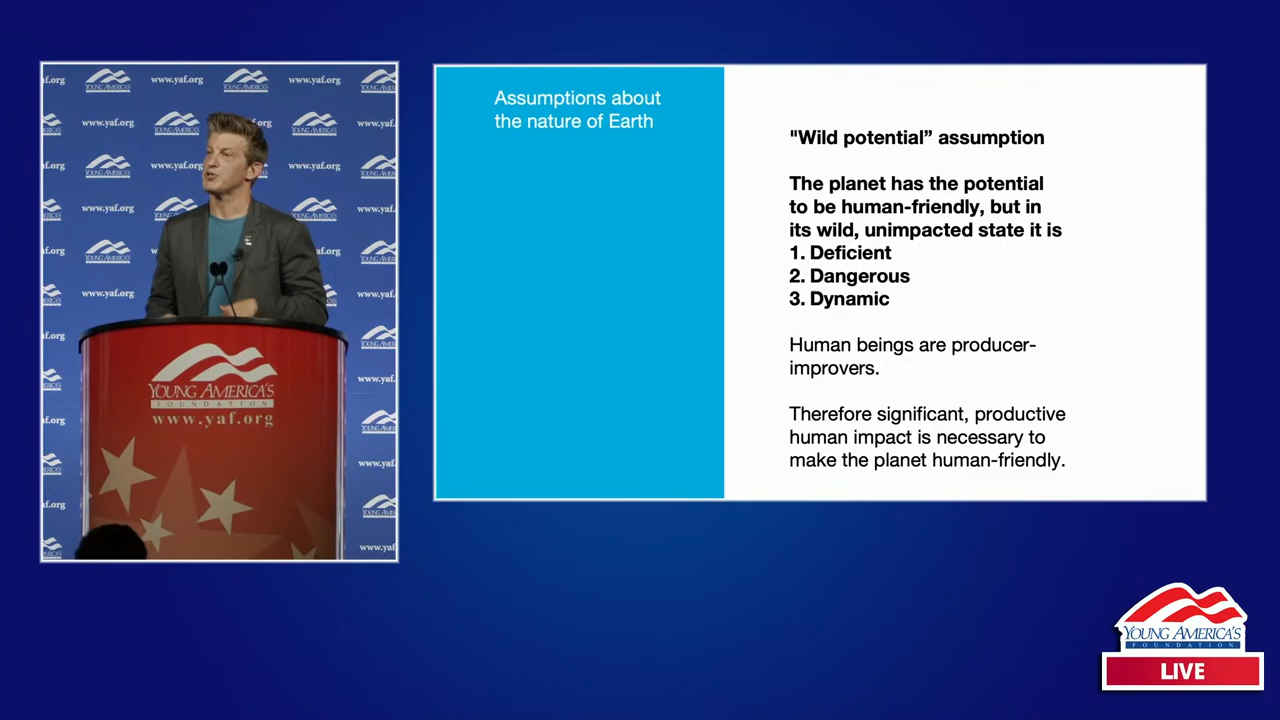 www.yaf.org
YOUNG AMERICA'S
FOUNDATION
www.yaf.org
Assumptions about
the nature of Earth
"Wild potential” assumption
The planet has the potential
to be human-friendly, but in
its wild, unimpacted state it is
1. Deficient
2. Dangerous
3. Dynamic
Human beings are producer-
improvers.
Therefore significant, productive
human impact is necessary to
make the planet human-friendly.
YOUNG AMERICA'S
FOUNDATION
LIVE